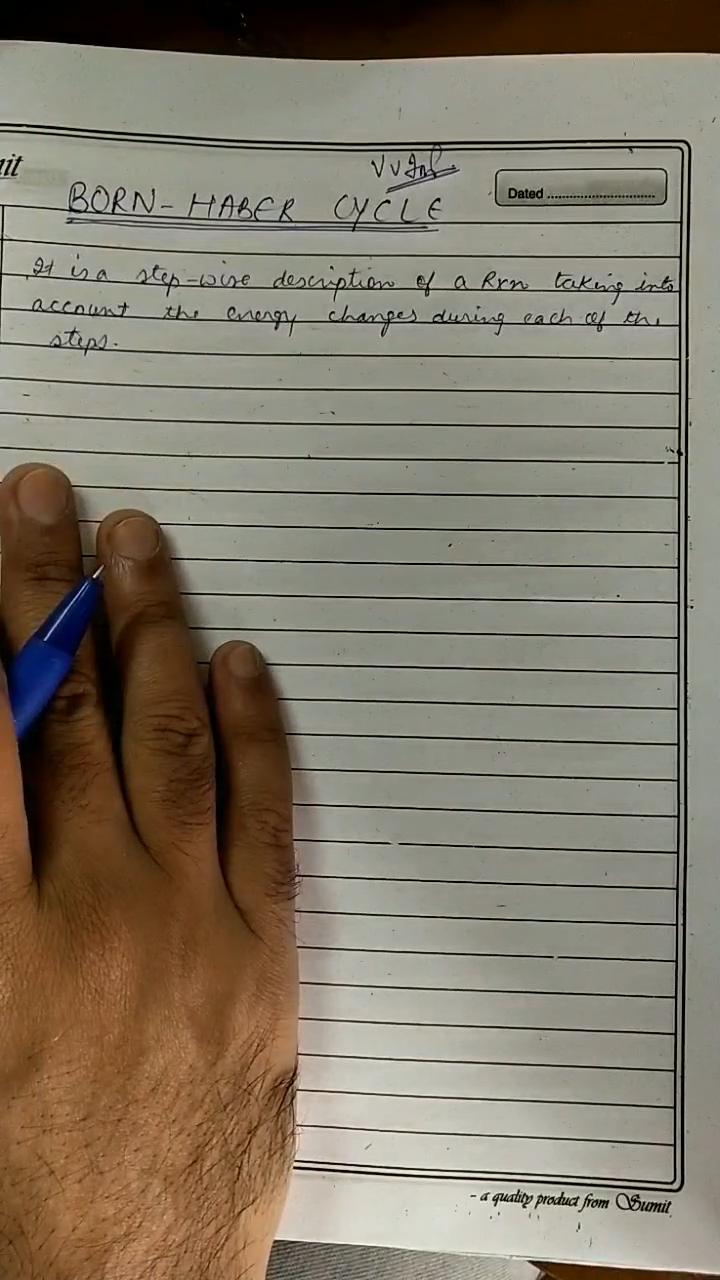 it
VVImp
Dated
BORN-HABER CYCLE
It is a step-wise description of a Rxn taking into
account the energy changes during each of the
steps.
- a quality product from Sumit